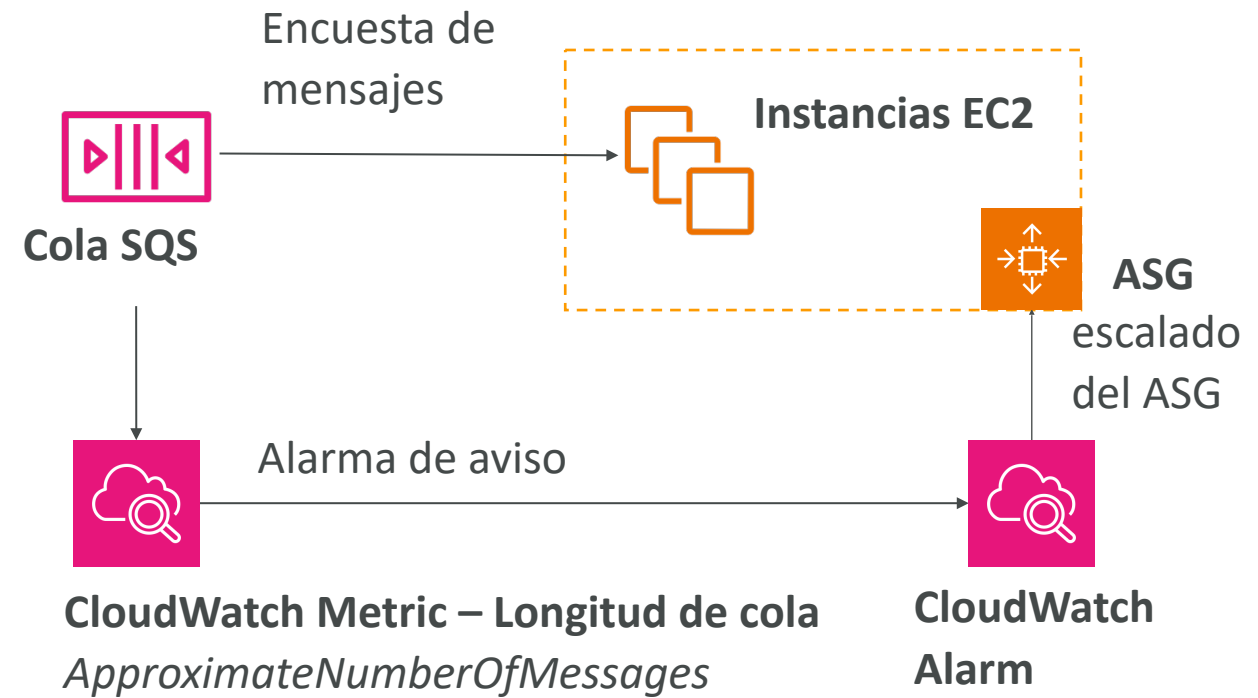 Encuesta de
mensajes
Instancias EC2
Cola SQS
ASG
escalado
del ASG
Alarma de aviso
CloudWatch Metric – Longitud de cola
ApproximateNumberOfMessages
CloudWatch
Alarm